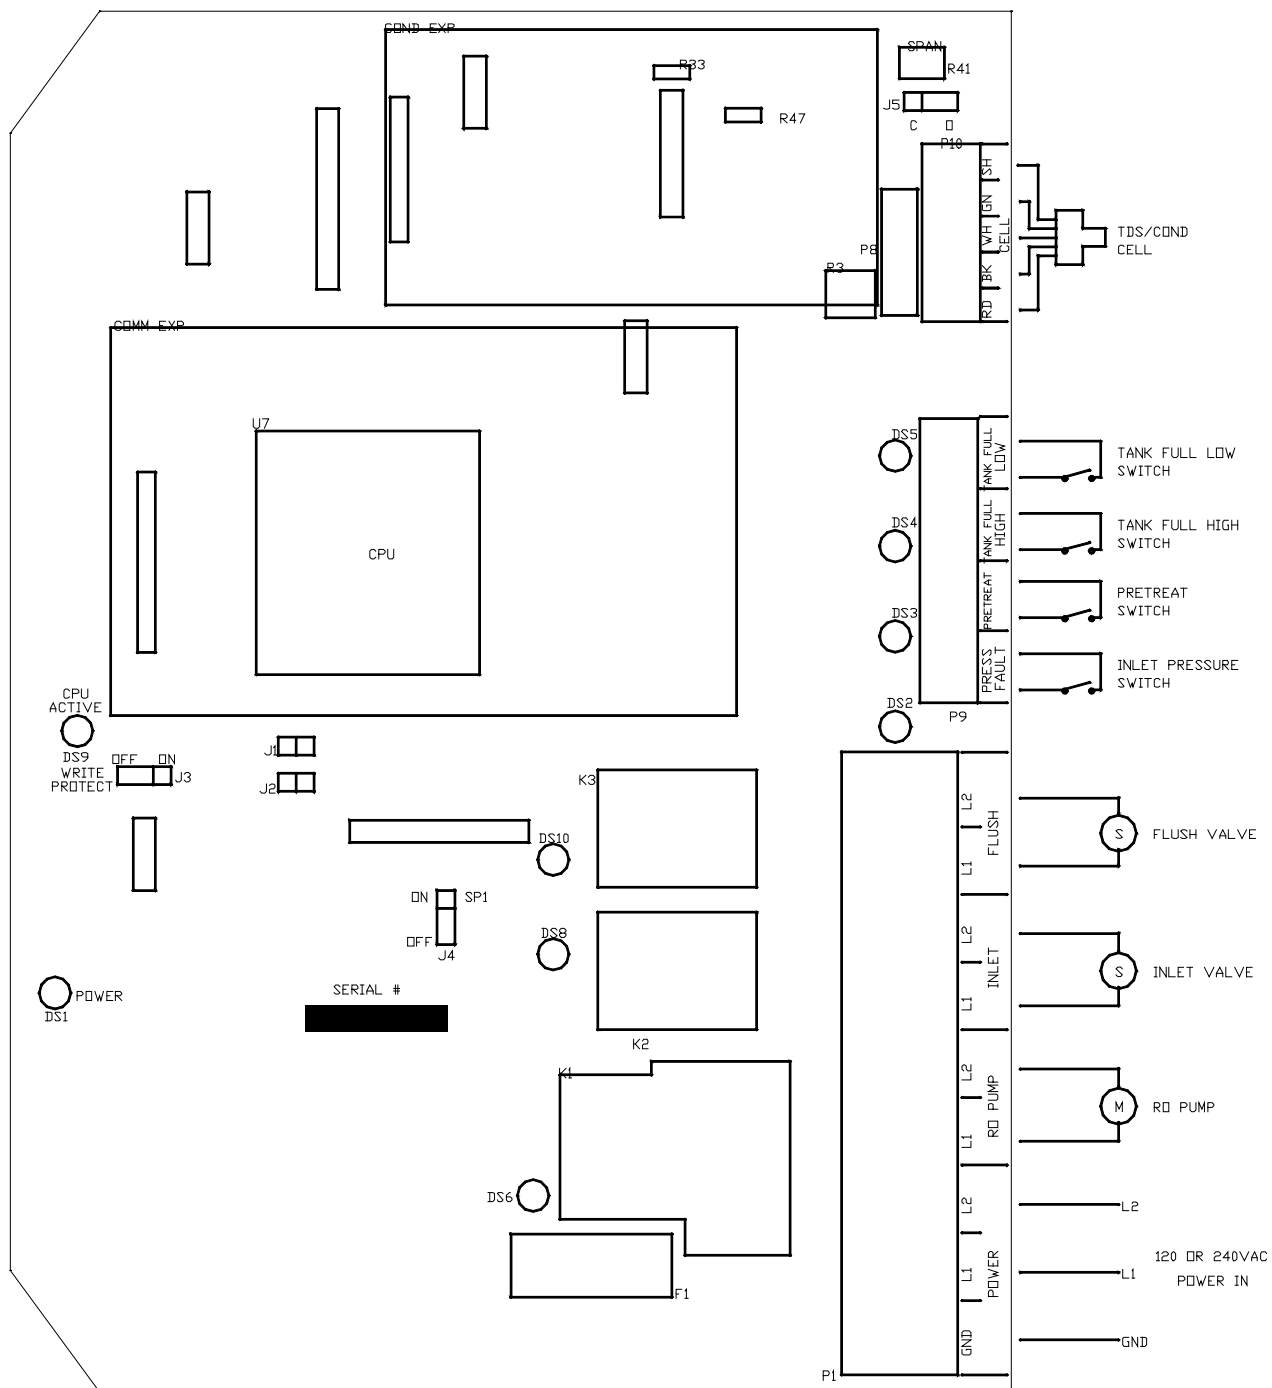 COND EXP
SPAN
R33
R41
J5
R47
C O
P10
SH
GN
WH
BK
RD
CELL
TDS/COND
CELL
P8
R3
COMM EXP
U7
CPU
DS5
TANK FULL
LOW
TANK FULL LOW
SWITCH
DS4
TANK FULL
HIGH
TANK FULL HIGH
SWITCH
DS3
PRETREAT
PRETREAT
SWITCH
PRESS
FAULT
INLET PRESSURE
SWITCH
DS2
P9
CPU
ACTIVE
DS9
OFF ON
WRITE
PROTECT
J3
J1
J2
K3
L2
L1
FLUSH
S
FLUSH VALVE
DS10
ON
SP1
OFF
J4
DS8
L2
L1
INLET
S
INLET VALVE
POWER
DS1
SERIAL #
K2
K1
L2
L1
RO PUMP
M
RO PUMP
DS6
L2
L1
GND
POWER
L2
L1
GND
120 OR 240VAC
POWER IN
F1
P1